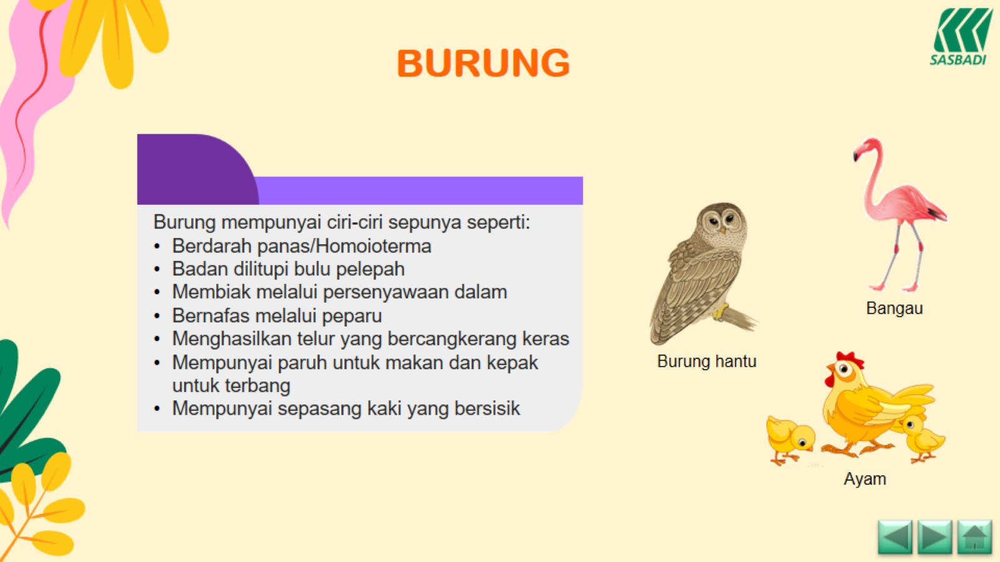 BURUNG
SASBADI
Burung mempunyai ciri-ciri sepunya seperti:
• Berdarah panas/Homoioterma
• Badan dilitupi bulu pelepah
• Membiak melalui persenyawaan dalam
• Bernafas melalui peparu
• Menghasilkan telur yang bercangkerang keras
• Mempunyai paruh untuk makan dan kepak
untuk terbang
• Mempunyai sepasang kaki yang bersisik
Bangau
Burung hantu
Ayam